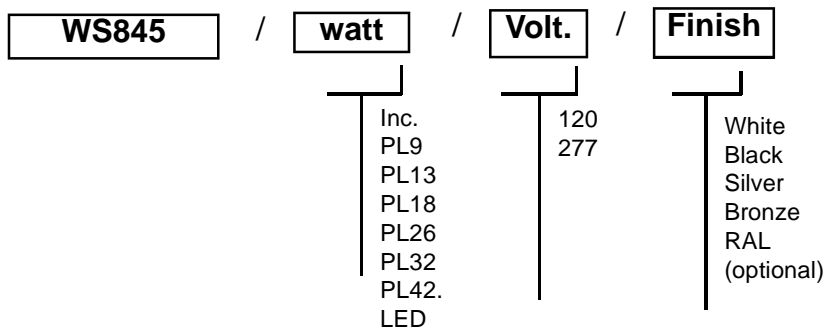 WS845 / watt / Volt. / Finish
Inc.
PL9
PL13
PL18
PL26
PL32
PL42.
LED
120
277
White
Black
Silver
Bronze
RAL
(optional)